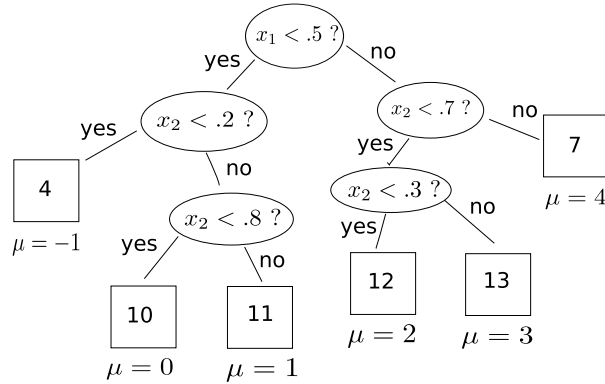 x₁ < .5 ?
yes
no
x₂ < .2 ?
x₂ < .7 ?
yes
no
yes
no
4
μ = −1
7
μ = 4
x₂ < .8 ?
x₂ < .3 ?
yes
no
yes
no
10
μ = 0
11
μ = 1
12
μ = 2
13
μ = 3